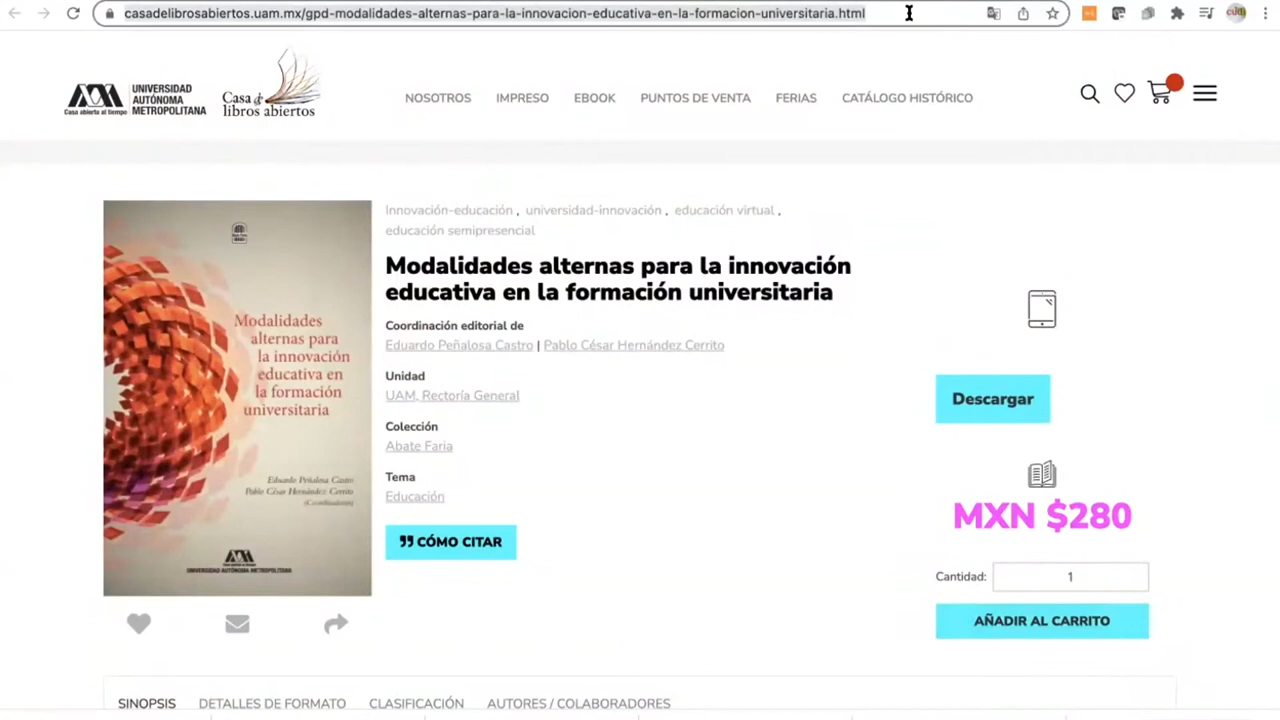 casadelibrosabiertos.uam.mx/gpd-modalidades-alternas-para-la-innovacion-educativa-en-la-formacion-universitaria.html
Casa abierta al tiempo
UNIVERSIDAD
AUTÓNOMA
METROPOLITANA
Casa de
libros abiertos
NOSOTROS IMPRESO EBOOK PUNTOS DE VENTA FERIAS CATÁLOGO HISTÓRICO
Modalidades
alternas para
la innovación
educativa en
la formación
universitaria
Eduardo Peñalosa Castro
Pablo César Hernández Cerrito
(Coordinadores)
UNIVERSIDAD AUTÓNOMA METROPOLITANA
Innovación-educación , universidad-innovación , educación virtual ,
educación semipresencial
Modalidades alternas para la innovación
educativa en la formación universitaria
Coordinación editorial de
Eduardo Peñalosa Castro | Pablo César Hernández Cerrito
Unidad
UAM, Rectoría General
Colección
Abate Faria
Tema
Educación
CÓMO CITAR
Descargar
MXN $280
Cantidad: 1
AÑADIR AL CARRITO
SINOPSIS DETALLES DE FORMATO CLASIFICACIÓN AUTORES / COLABORADORES